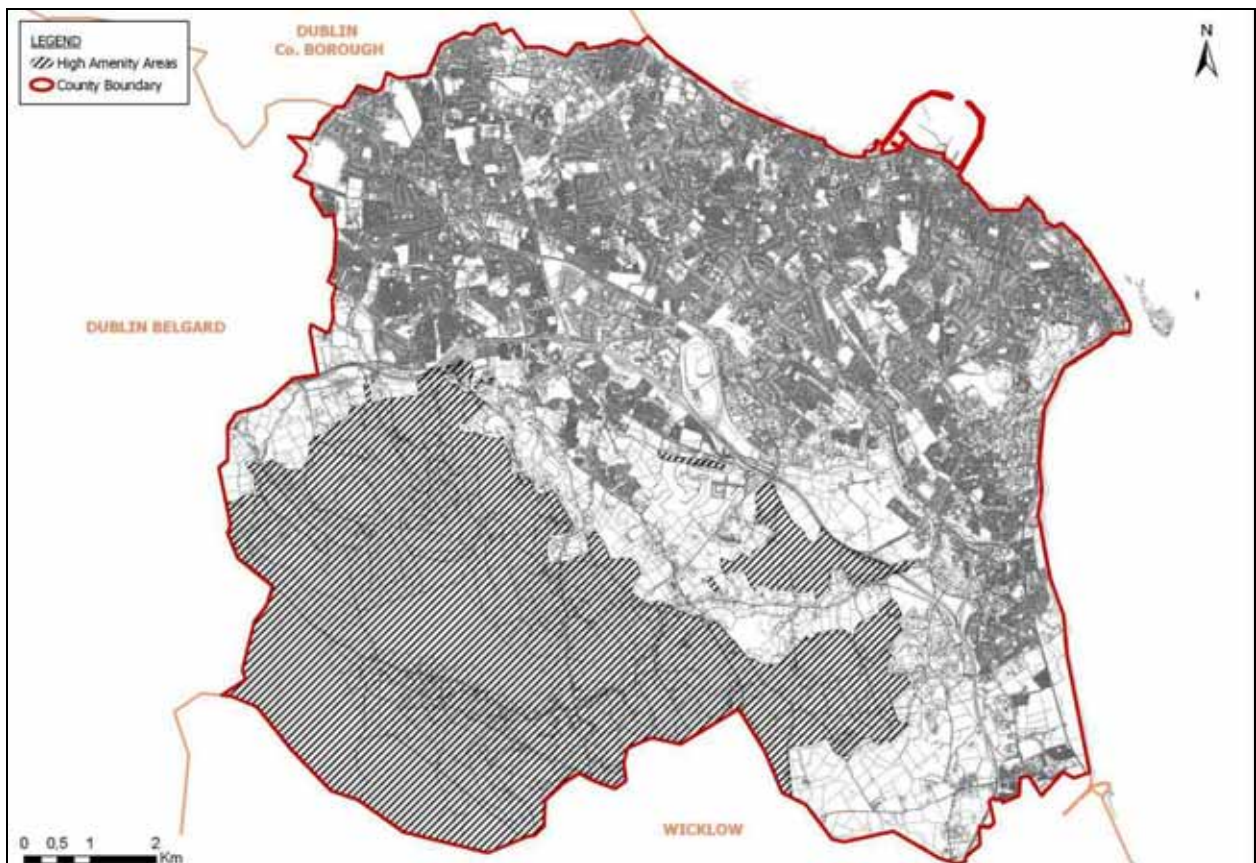 LEGEND
High Amenity Areas
County Boundary
DUBLIN
Co. BOROUGH
N
DUBLIN BELGARD
WICKLOW
0 0,5 1 2
Km